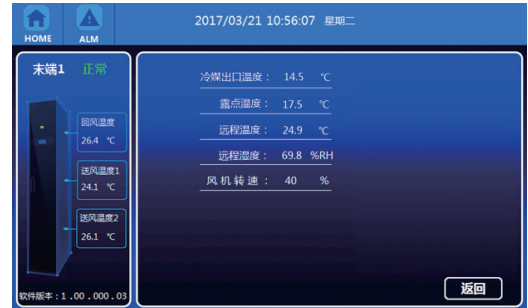 2017/03/21 10:56:07 星期二
HOME ALM
末端1 正常
回风温度
26.4 ℃
送风温度1
24.1 ℃
送风温度2
26.1 ℃
软件版本：1.00.000.03
冷媒出口温度： 14.5 ℃
露点温度： 17.5 ℃
远程温度： 24.9 ℃
远程湿度： 69.8 %RH
风机转速： 40 %
返回